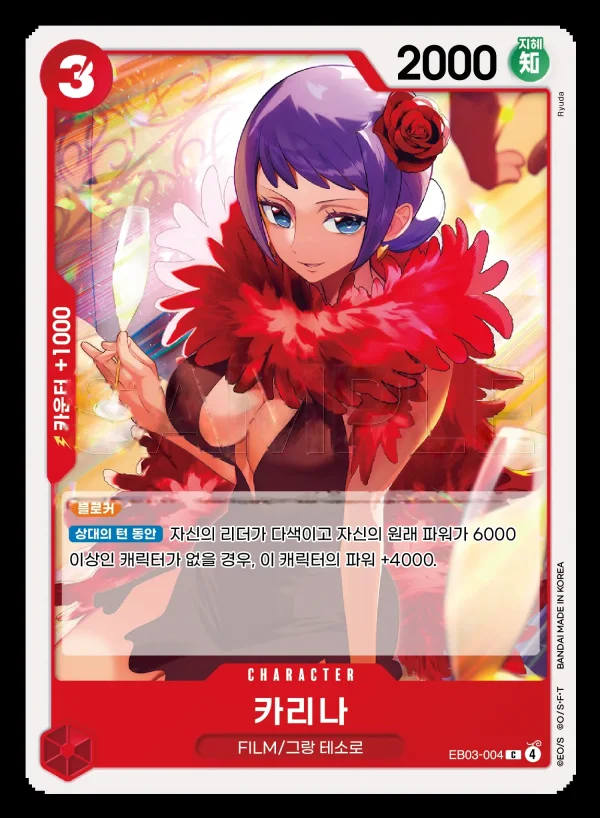 3
2000
지혜
知
Ryuda
⚡카운터 +1000
SAMPLE
블로커
상대의 턴 동안 자신의 리더가 다색이고 자신의 원래 파워가 6000
이상인 캐릭터가 없을 경우, 이 캐릭터의 파워 +4000.
CHARACTER
카리나
FILM/그랑 테소로
EB03-004 C 4
©EO/S ©O/S·F·T BANDAI MADE IN KOREA